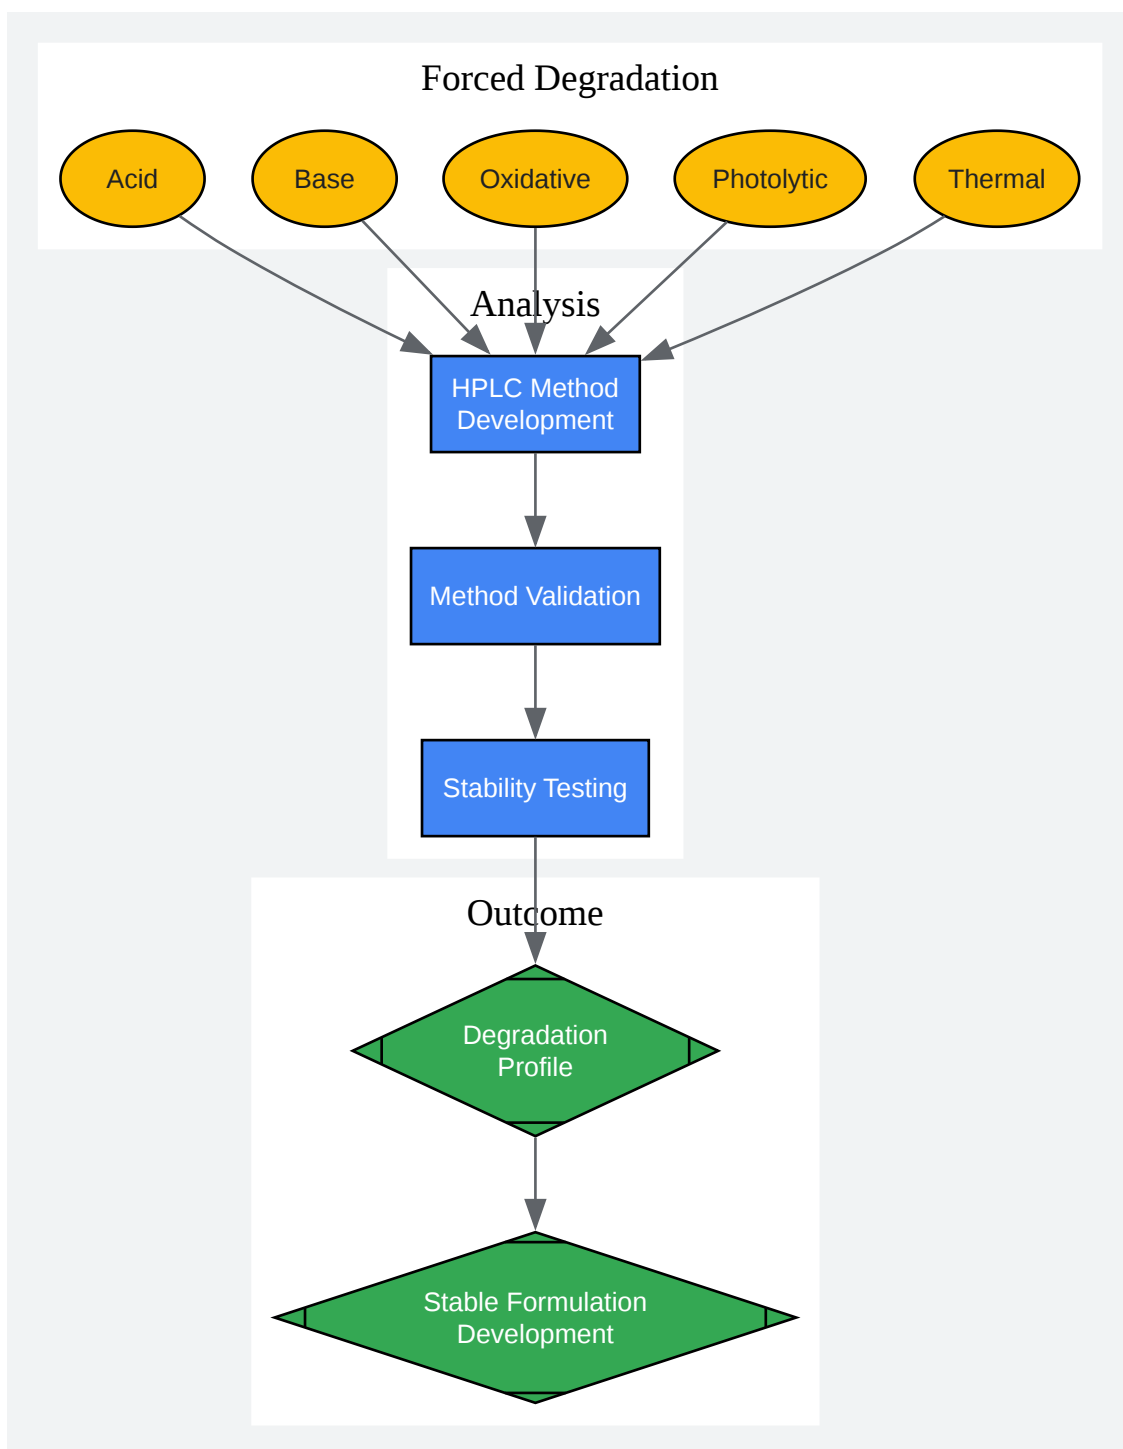 Forced Degradation
Acid
Base
Oxidative
Photolytic
Thermal
Analysis
HPLC Method
Development
Method Validation
Stability Testing
Outcome
Degradation
Profile
Stable Formulation
Development